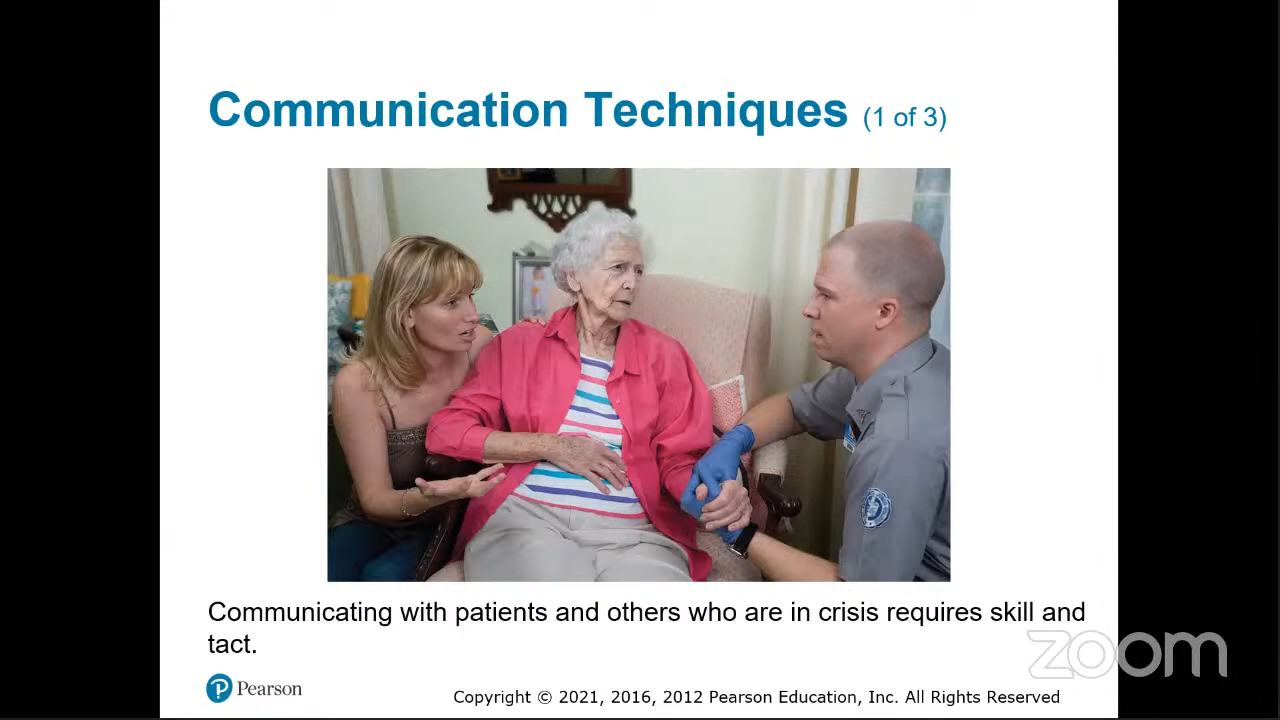 Communication Techniques (1 of 3)
Communicating with patients and others who are in crisis requires skill and
tact.
zoom
Pearson
Copyright © 2021, 2016, 2012 Pearson Education, Inc. All Rights Reserved